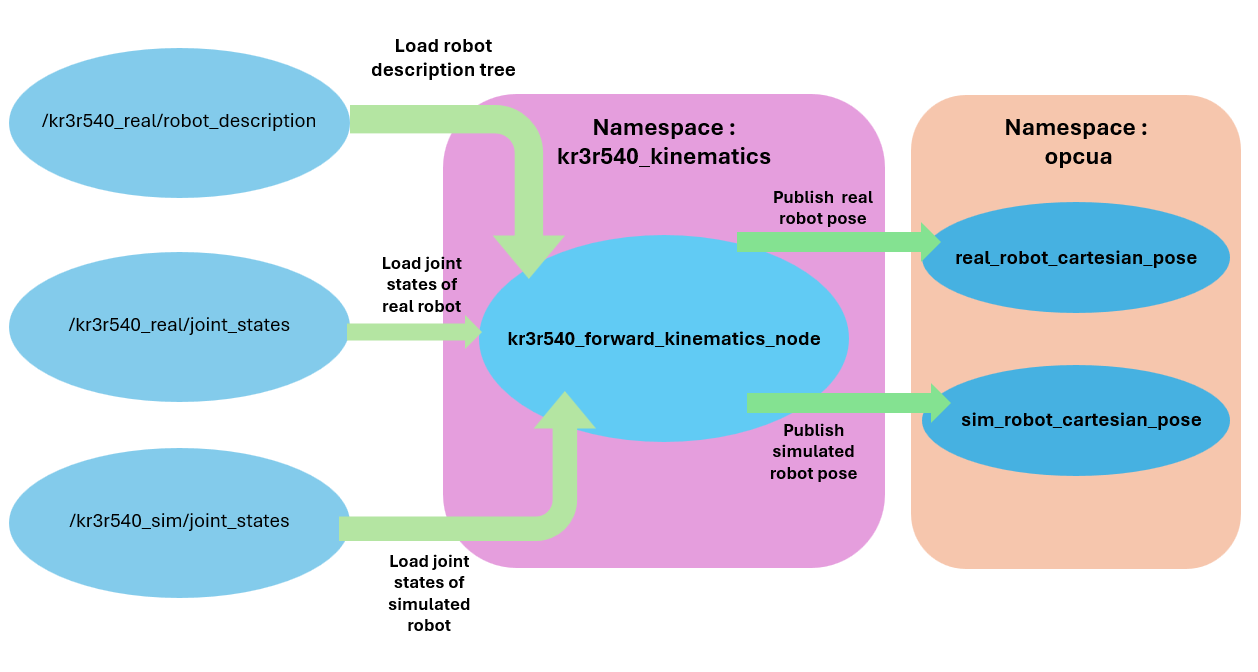 Load robot
description tree
/kr3r540_real/robot_description
Namespace :
kr3r540_kinematics
Namespace :
opcua
Publish real
robot pose
real_robot_cartesian_pose
Load joint
states of
real robot
/kr3r540_real/joint_states
kr3r540_forward_kinematics_node
sim_robot_cartesian_pose
Publish
simulated
robot pose
/kr3r540_sim/joint_states
Load joint
states of
simulated
robot